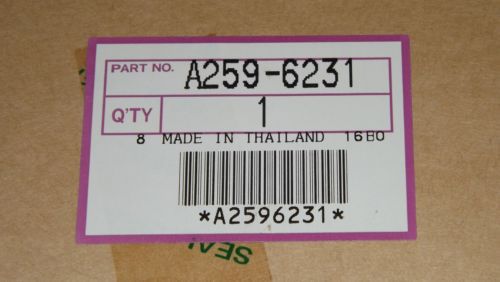 PART NO. A259-6231
Q'TY 1
8 MADE IN THAILAND 16B0
*A2596231*
SEAL